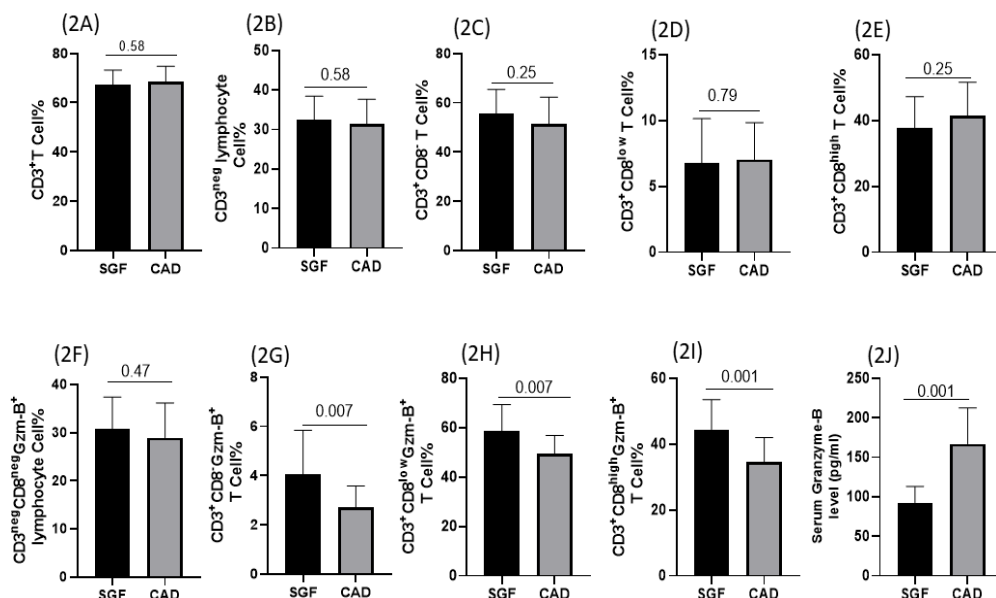 (2A)
0.58
80
60
40
20
0
CD3⁺T Cell%
SGF CAD
(2B)
0.58
50
40
30
20
10
0
CD3ⁿᵉᵍ lymphocyte
Cell%
SGF CAD
(2C)
0.25
80
60
40
20
0
CD3⁺CD8⁻ T Cell%
SGF CAD
(2D)
0.79
15
10
5
0
CD3⁺CD8ˡᵒʷ T Cell%
SGF CAD
(2E)
0.25
60
40
20
0
CD3⁺CD8ʰⁱᵍʰ T Cell%
SGF CAD
(2F)
0.47
40
30
20
10
0
CD3ⁿᵉᵍCD8ⁿᵉᵍGzm-B⁺
lymphocyte Cell%
SGF CAD
(2G)
0.007
8
6
4
2
0
CD3⁺CD8⁻Gzm-B⁺
T Cell%
SGF CAD
(2H)
0.007
80
60
40
20
0
CD3⁺CD8ˡᵒʷGzm-B⁺
T Cell%
SGF CAD
(2I)
0.001
60
40
20
0
CD3⁺CD8ʰⁱᵍʰGzm-B⁺
T Cell%
SGF CAD
(2J)
0.001
250
200
150
100
50
0
Serum Granzyme-B
level (pg/ml)
SGF CAD